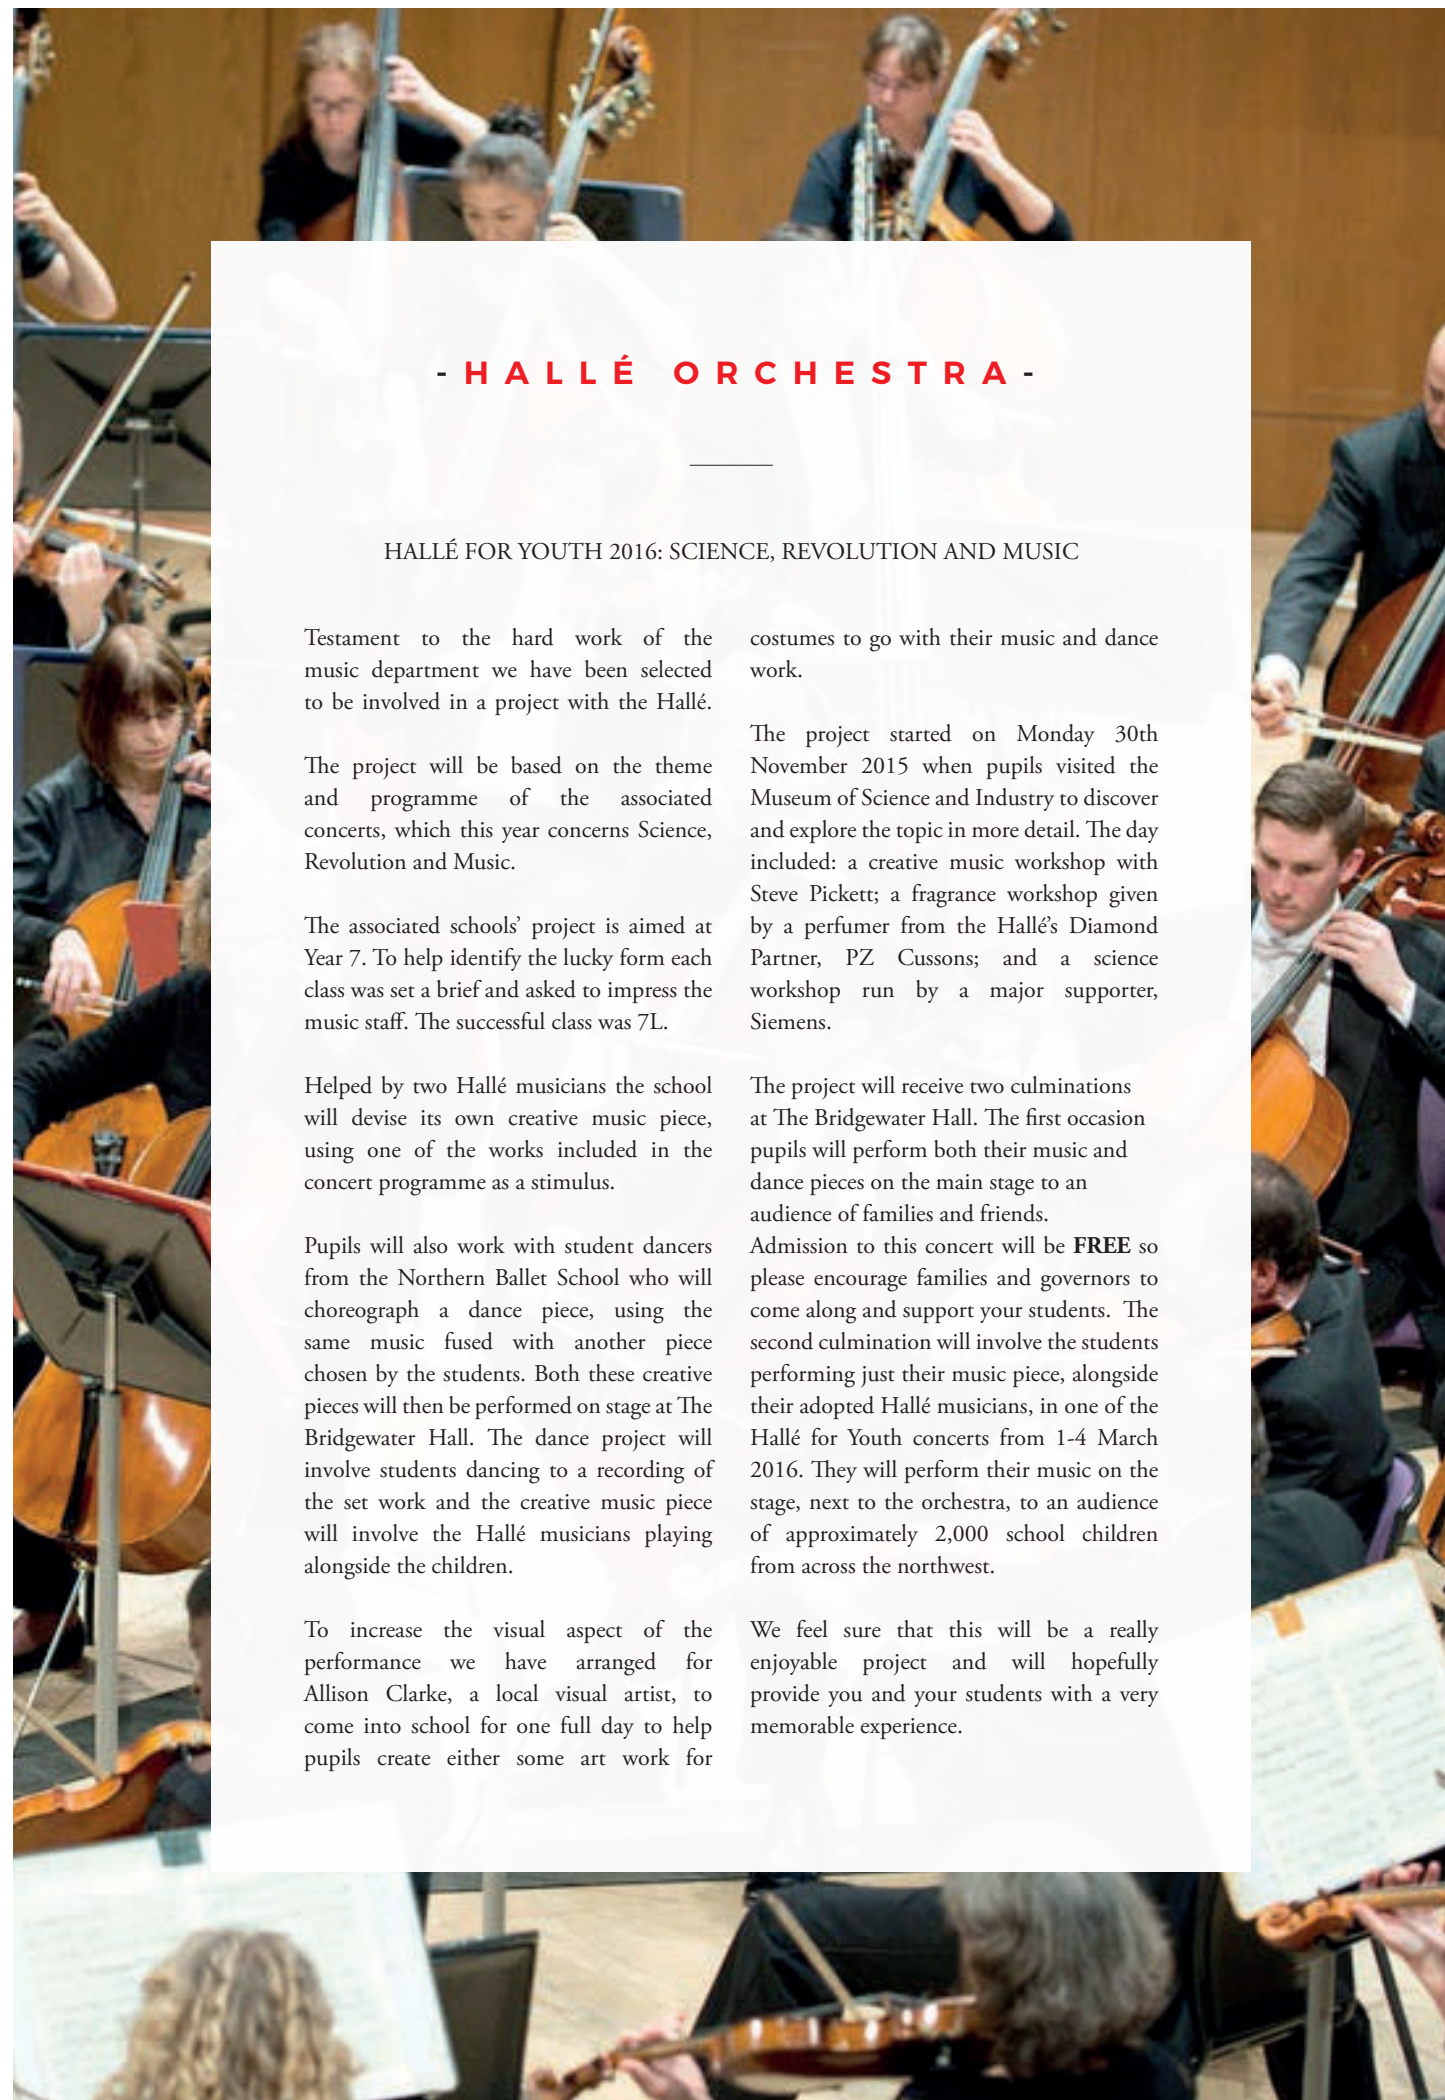 - HALLÉ ORCHESTRA -
HALLÉ FOR YOUTH 2016: SCIENCE, REVOLUTION AND MUSIC
Testament to the hard work of the
music department we have been selected
to be involved in a project with the Hallé.
The project will be based on the theme
and programme of the associated
concerts, which this year concerns Science,
Revolution and Music.
The associated schools’ project is aimed at
Year 7. To help identify the lucky form each
class was set a brief and asked to impress the
music staff. The successful class was 7L.
Helped by two Hallé musicians the school
will devise its own creative music piece,
using one of the works included in the
concert programme as a stimulus.
Pupils will also work with student dancers
from the Northern Ballet School who will
choreograph a dance piece, using the
same music fused with another piece
chosen by the students. Both these creative
pieces will then be performed on stage at The
Bridgewater Hall. The dance project will
involve students dancing to a recording of
the set work and the creative music piece
will involve the Hallé musicians playing
alongside the children.
To increase the visual aspect of the
performance we have arranged for
Allison Clarke, a local visual artist, to
come into school for one full day to help
pupils create either some art work for
costumes to go with their music and dance
work.
The project started on Monday 30th
November 2015 when pupils visited the
Museum of Science and Industry to discover
and explore the topic in more detail. The day
included: a creative music workshop with
Steve Pickett; a fragrance workshop given
by a perfumer from the Hallé’s Diamond
Partner, PZ Cussons; and a science
workshop run by a major supporter,
Siemens.
The project will receive two culminations
at The Bridgewater Hall. The first occasion
pupils will perform both their music and
dance pieces on the main stage to an
audience of families and friends.
Admission to this concert will be FREE so
please encourage families and governors to
come along and support your students. The
second culmination will involve the students
performing just their music piece, alongside
their adopted Hallé musicians, in one of the
Hallé for Youth concerts from 1-4 March
2016. They will perform their music on the
stage, next to the orchestra, to an audience
of approximately 2,000 school children
from across the northwest.
We feel sure that this will be a really
enjoyable project and will hopefully
provide you and your students with a very
memorable experience.